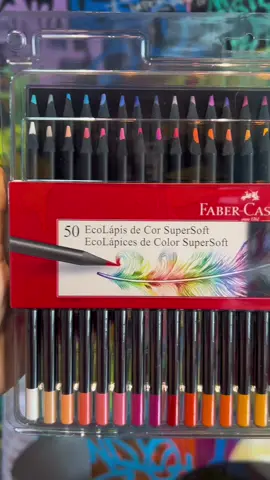 FABER-CAS
50 EcoLápis de Cor SuperSoft
EcoLápices de Color SuperSoft